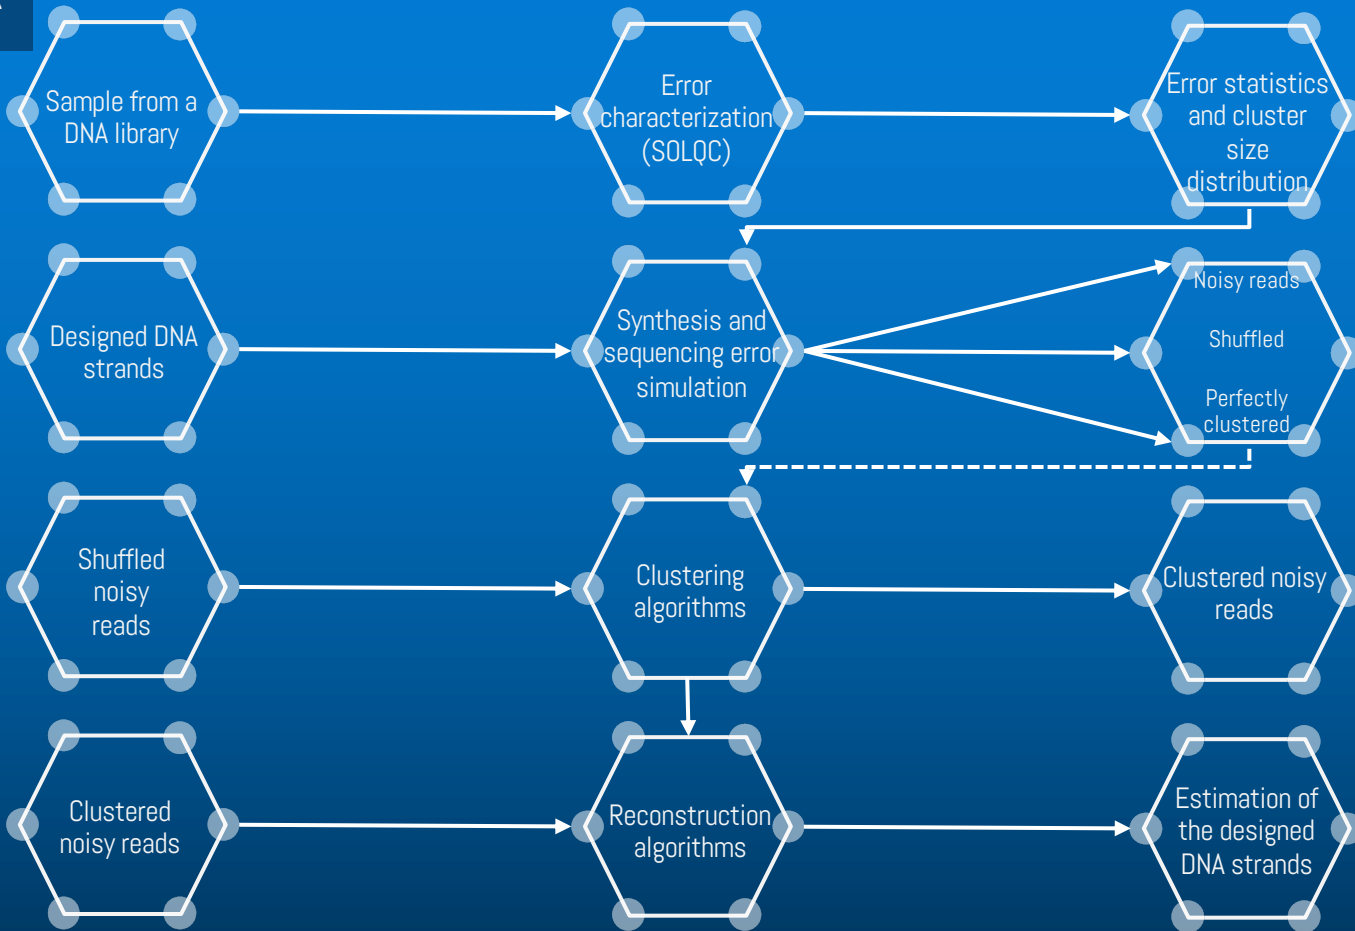 Sample from a
DNA library
Error
characterization
(SOLQC)
Error statistics
and cluster
size
distribution
Designed DNA
strands
Synthesis and
sequencing error
simulation
Noisy reads
Shuffled
Perfectly
clustered
Shuffled
noisy
reads
Clustering
algorithms
Clustered noisy
reads
Clustered
noisy reads
Reconstruction
algorithms
Estimation of
the designed
DNA strands